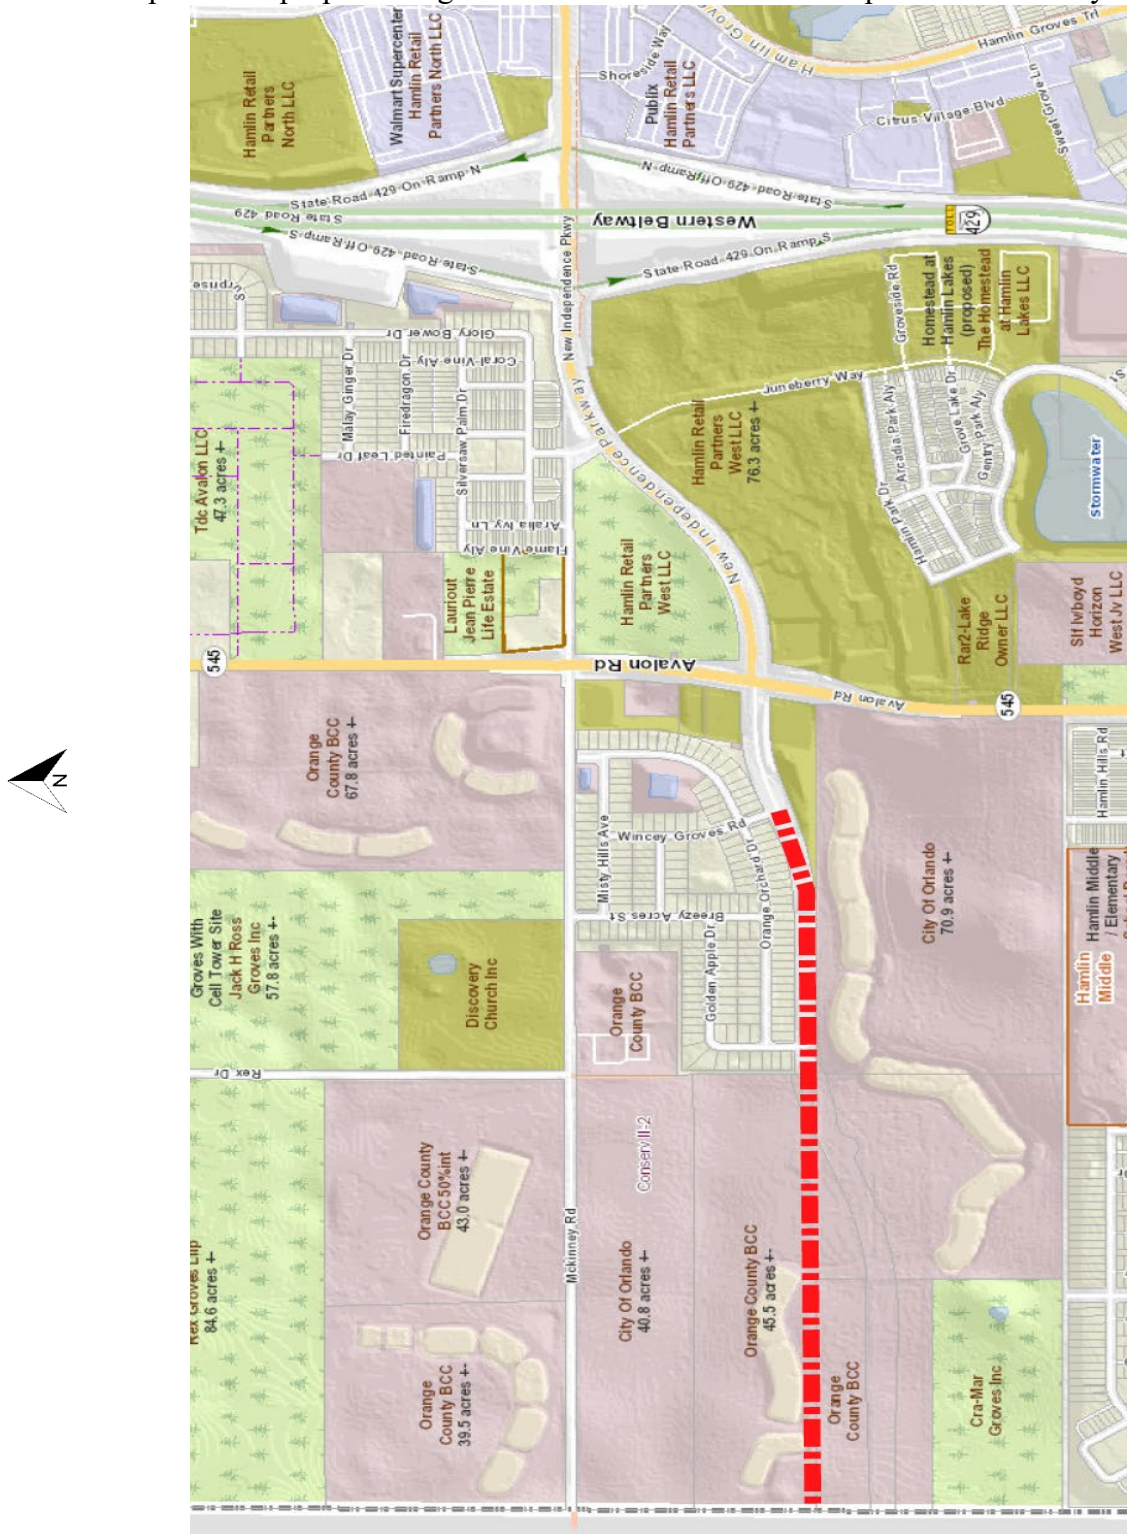 Hamlin Retail
Partners
North LLC
Walmart Supercenter
Hamlin Retail
Partners North LLC
Shoreside Way
Publix
Hamlin Retail
Partners LLC
Hamlin Groves Trl
Citrus Village Blvd
Sweet Grove Ln
State Road 429 On Ramp N
State Road 429
State Road 429 Off Ramp S
New Independence Pkwy
State Road 429 Off Ramp N
Western Beltway
State Road 429 On Ramp S
TOLL
429
Glory Bower Dr
Coral Vine Aly
Malay Ginger Dr
Firedragon Dr
Silversaw Palm Dr
Painted Leaf Dr
Aralia Ivy Ln
Flame Vine Aly
Tdc Avalon LLC
47.3 acres +-
Lauriout
Jean Pierre
Life Estate
New Independence Parkway
Hamlin Retail
Partners
West LLC
New Independence
Hamlin Retail
Partners
West LLC
76.3 acres +-
Juneberry Way
Groveside Rd
Homestead at
Hamlin Lakes
(proposed)
The Homestead
at Hamlin
Lakes LLC
Arcadia Park Aly
Grove Lake Dr
Gentry Park Aly
Hamlin Park Dr
Stormwater
Rar2-Lake
Ridge
Owner LLC
Slf Iv/boyd
Horizon
West Jv LLC
545
Avalon Rd
Avalon Rd
545
Orange
County BCC
67.8 acres +-
Misty Hills Ave
Wincey Groves Rd
Orange Orchard Dr
Breezy Acres St
Golden Apple Dr
Hamlin Hills Rd
City Of Orlando
70.9 acres +-
Hamlin Middle
/ Elementary
Hamlin
Middle
Groves With
Cell Tower Site
Jack H Ross
Groves Inc
57.8 acres +-
Discovery
Church Inc
Orange
County BCC
Rex Dr
Conserv II-2
Orange County
BCC 50%int
43.0 acres +-
Mckinney Rd
84.6 acres +-
City Of Orlando
40.8 acres +-
Orange County BCC
45.5 acres +-
Orange
County BCC
39.5 acres +-
Orange
County BCC
Cra-Mar
Groves Inc
N